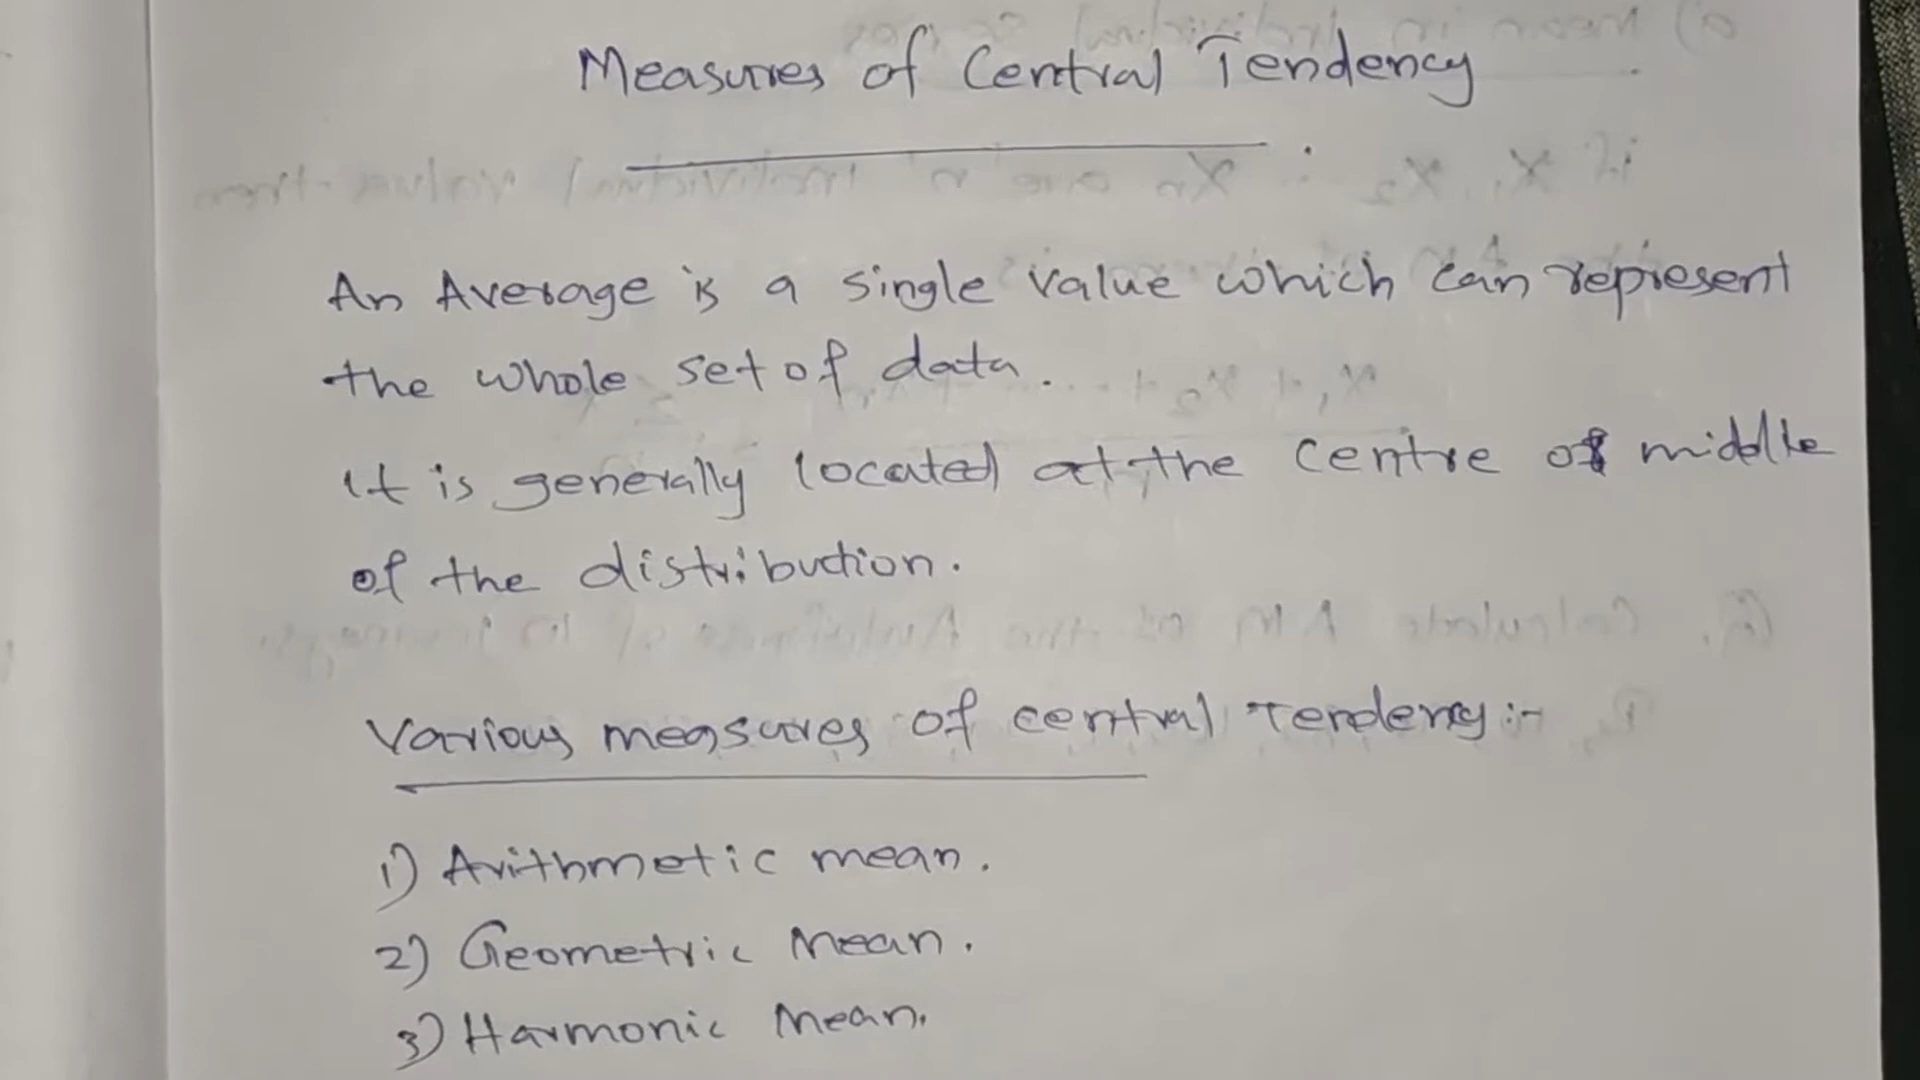 Measures of Central Tendency
An Average is a single value which can represent
the whole set of data.
It is generally located at the centre or middle
of the distribution.
Various measures of central Tendency :-
1) Arithmetic mean.
2) Geometric Mean.
3) Harmonic Mean.